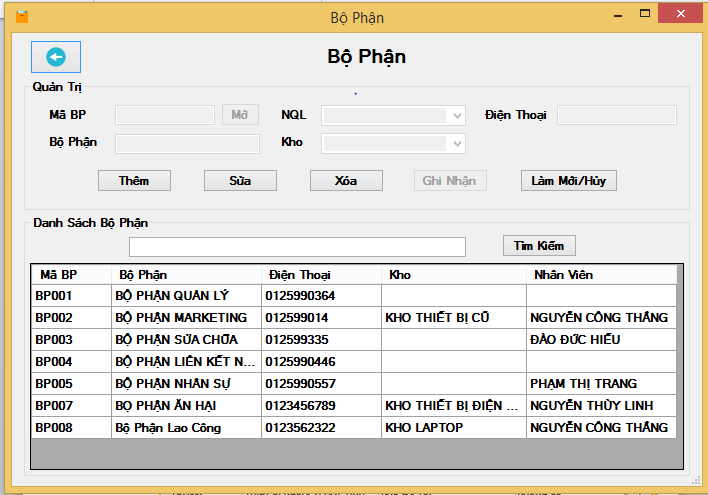 Bộ Phận
Bộ Phận
Quản Trị
Mã BP Mở NQL Điện Thoại
Bộ Phận Kho
Thêm Sửa Xóa Ghi Nhận Làm Mới/Hủy
Danh Sách Bộ Phận
Tìm Kiếm
Mã BP Bộ Phận Điện Thoại Kho Nhân Viên
BP001 BỘ PHẬN QUẢN LÝ 0125990364
BP002 BỘ PHẬN MARKETING 012599014 KHO THIẾT BỊ CŨ NGUYỄN CÔNG THẮNG
BP003 BỘ PHẬN SỬA CHỮA 012599335 ĐÀO ĐỨC HIẾU
BP004 BỘ PHẬN LIÊN KẾT N... 0125990446
BP005 BỘ PHẬN NHÂN SỰ 0125990557 PHẠM THỊ TRANG
BP007 BỌ PHẬN ĂN HẠI 0123456789 KHO THIẾT BỊ ĐIỆN ... NGUYỄN THÙY LINH
BP008 Bộ Phận Lao Công 0123562322 KHO LAPTOP NGUYỄN CÔNG THẮNG